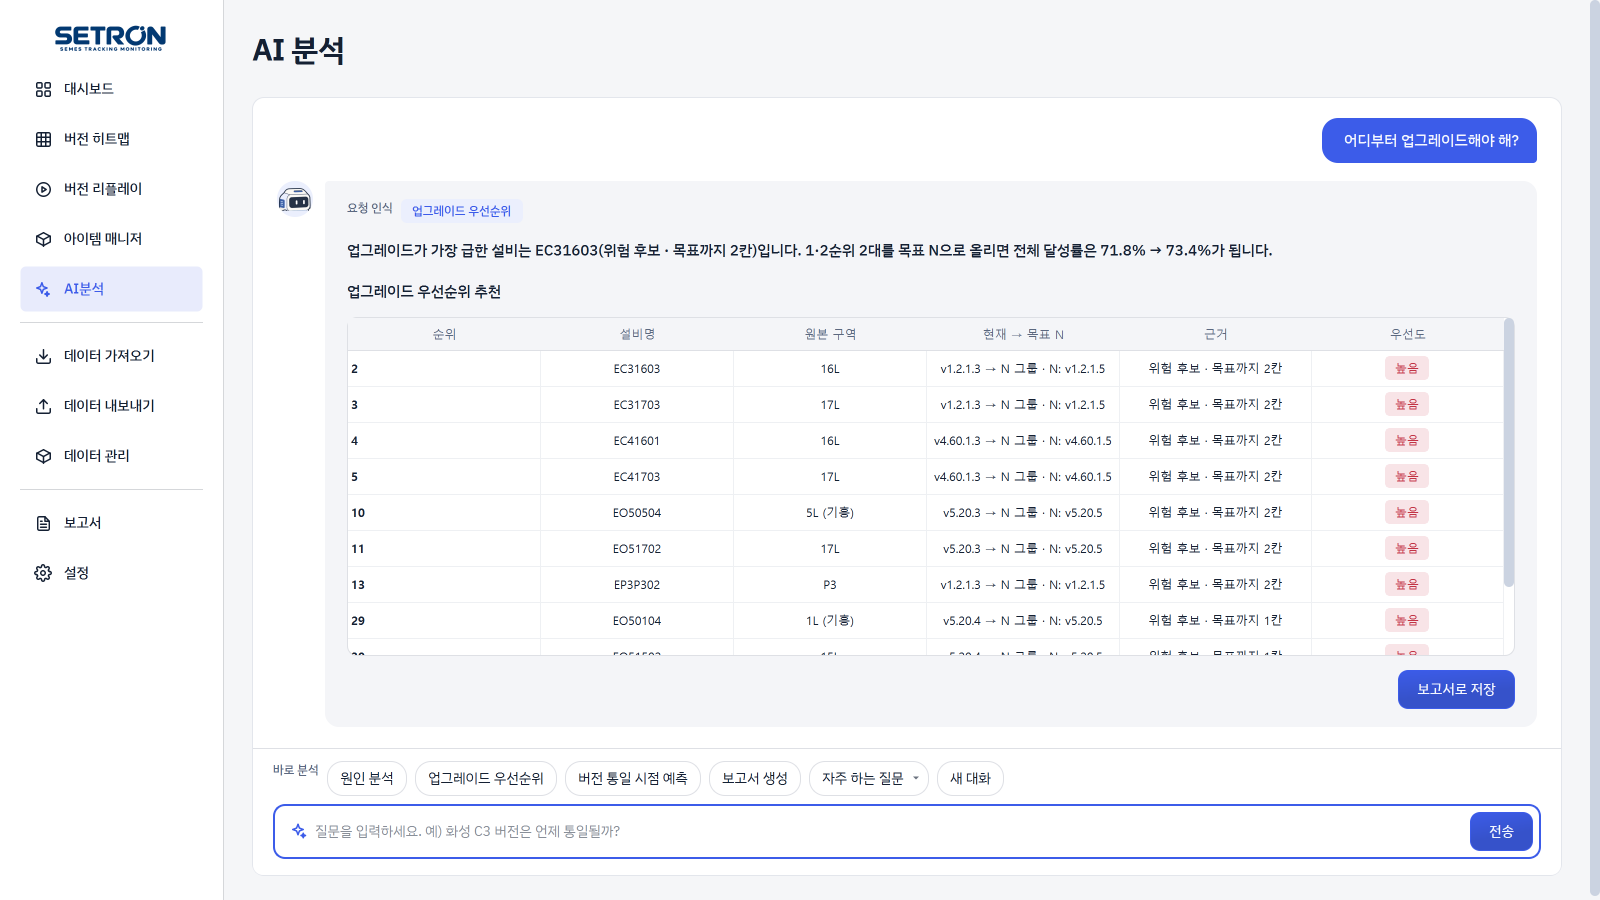 SETRON
SEMES TRACKING MONITORING
대시보드
버전 히트맵
버전 리플레이
아이템 매니저
AI분석
데이터 가져오기
데이터 내보내기
데이터 관리
보고서
설정
AI 분석
어디부터 업그레이드해야 해?
요청 인식 업그레이드 우선순위
업그레이드가 가장 급한 설비는 EC31603(위험 후보 · 목표까지 2칸)입니다. 1·2순위 2대를 목표 N으로 올리면 전체 달성률은 71.8% → 73.4%가 됩니다.
업그레이드 우선순위 추천
순위 설비명 원본 구역 현재 → 목표 N 근거 우선도
2 EC31603 16L v1.2.1.3 → N 그룹 · N: v1.2.1.5 위험 후보 · 목표까지 2칸 높음
3 EC31703 17L v1.2.1.3 → N 그룹 · N: v1.2.1.5 위험 후보 · 목표까지 2칸 높음
4 EC41601 16L v4.60.1.3 → N 그룹 · N: v4.60.1.5 위험 후보 · 목표까지 2칸 높음
5 EC41703 17L v4.60.1.3 → N 그룹 · N: v4.60.1.5 위험 후보 · 목표까지 2칸 높음
10 EO50504 5L (기흥) v5.20.3 → N 그룹 · N: v5.20.5 위험 후보 · 목표까지 2칸 높음
11 EO51702 17L v5.20.3 → N 그룹 · N: v5.20.5 위험 후보 · 목표까지 2칸 높음
13 EP3P302 P3 v1.2.1.3 → N 그룹 · N: v1.2.1.5 위험 후보 · 목표까지 2칸 높음
29 EO50104 1L (기흥) v5.20.4 → N 그룹 · N: v5.20.5 위험 후보 · 목표까지 1칸 높음
보고서로 저장
바로 분석 원인 분석 업그레이드 우선순위 버전 통일 시점 예측 보고서 생성 자주 하는 질문 새 대화
질문을 입력하세요. 예) 화성 C3 버전은 언제 통일될까?
전송